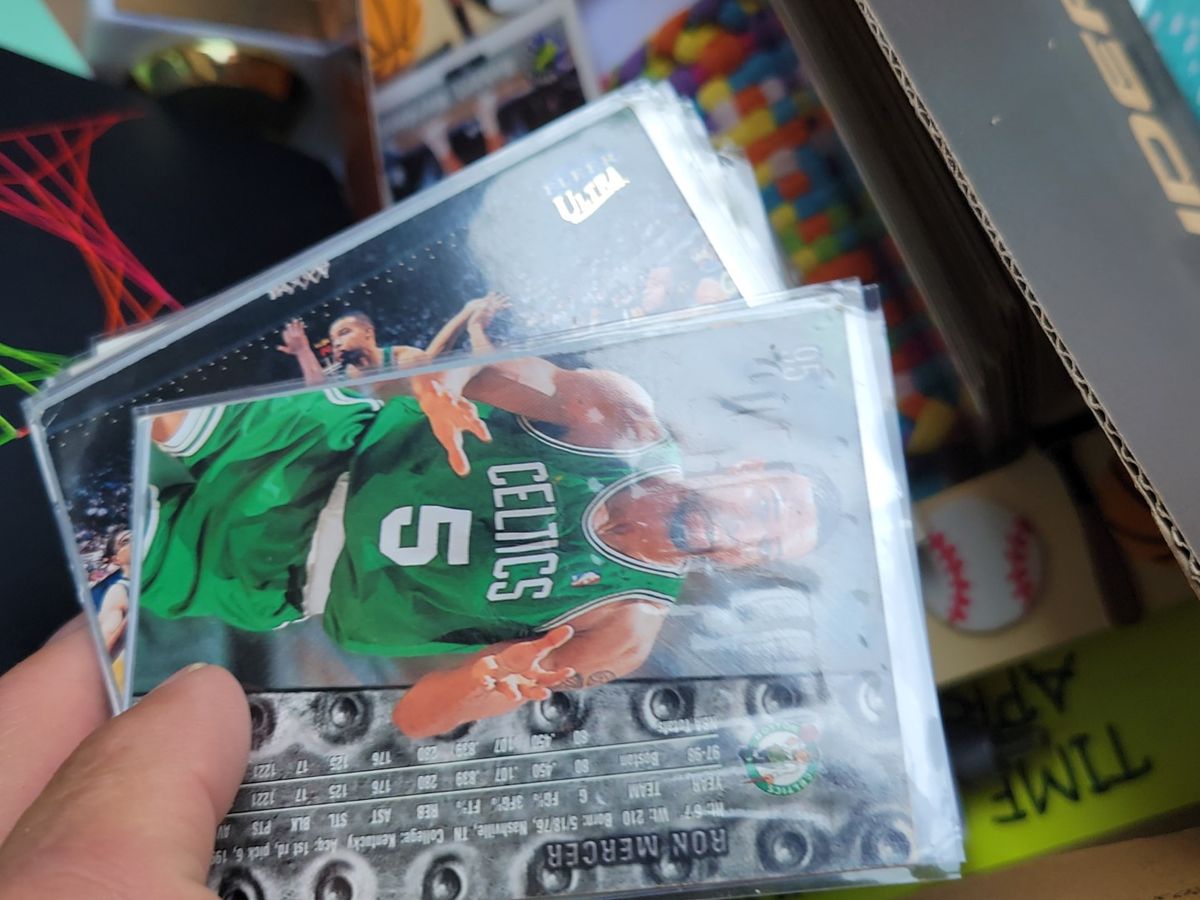 FLEER
ULTRA
95
CELTICS
5
RON MERCER
Ht: 6'7" Wt: 210 Born: 5/18/76, Nashville, TN College: Kentucky Acq: 1st rd, pick 6,
YEAR TEAM G FG% 3FG% FT% REB AST STL BLK PTS
97-98 Boston 80 .450 .107 .839 280 176 125 17 1221
NBA Totals 80 .450 .107 .839 280 176 125 17 1221
CELTICS
TIME